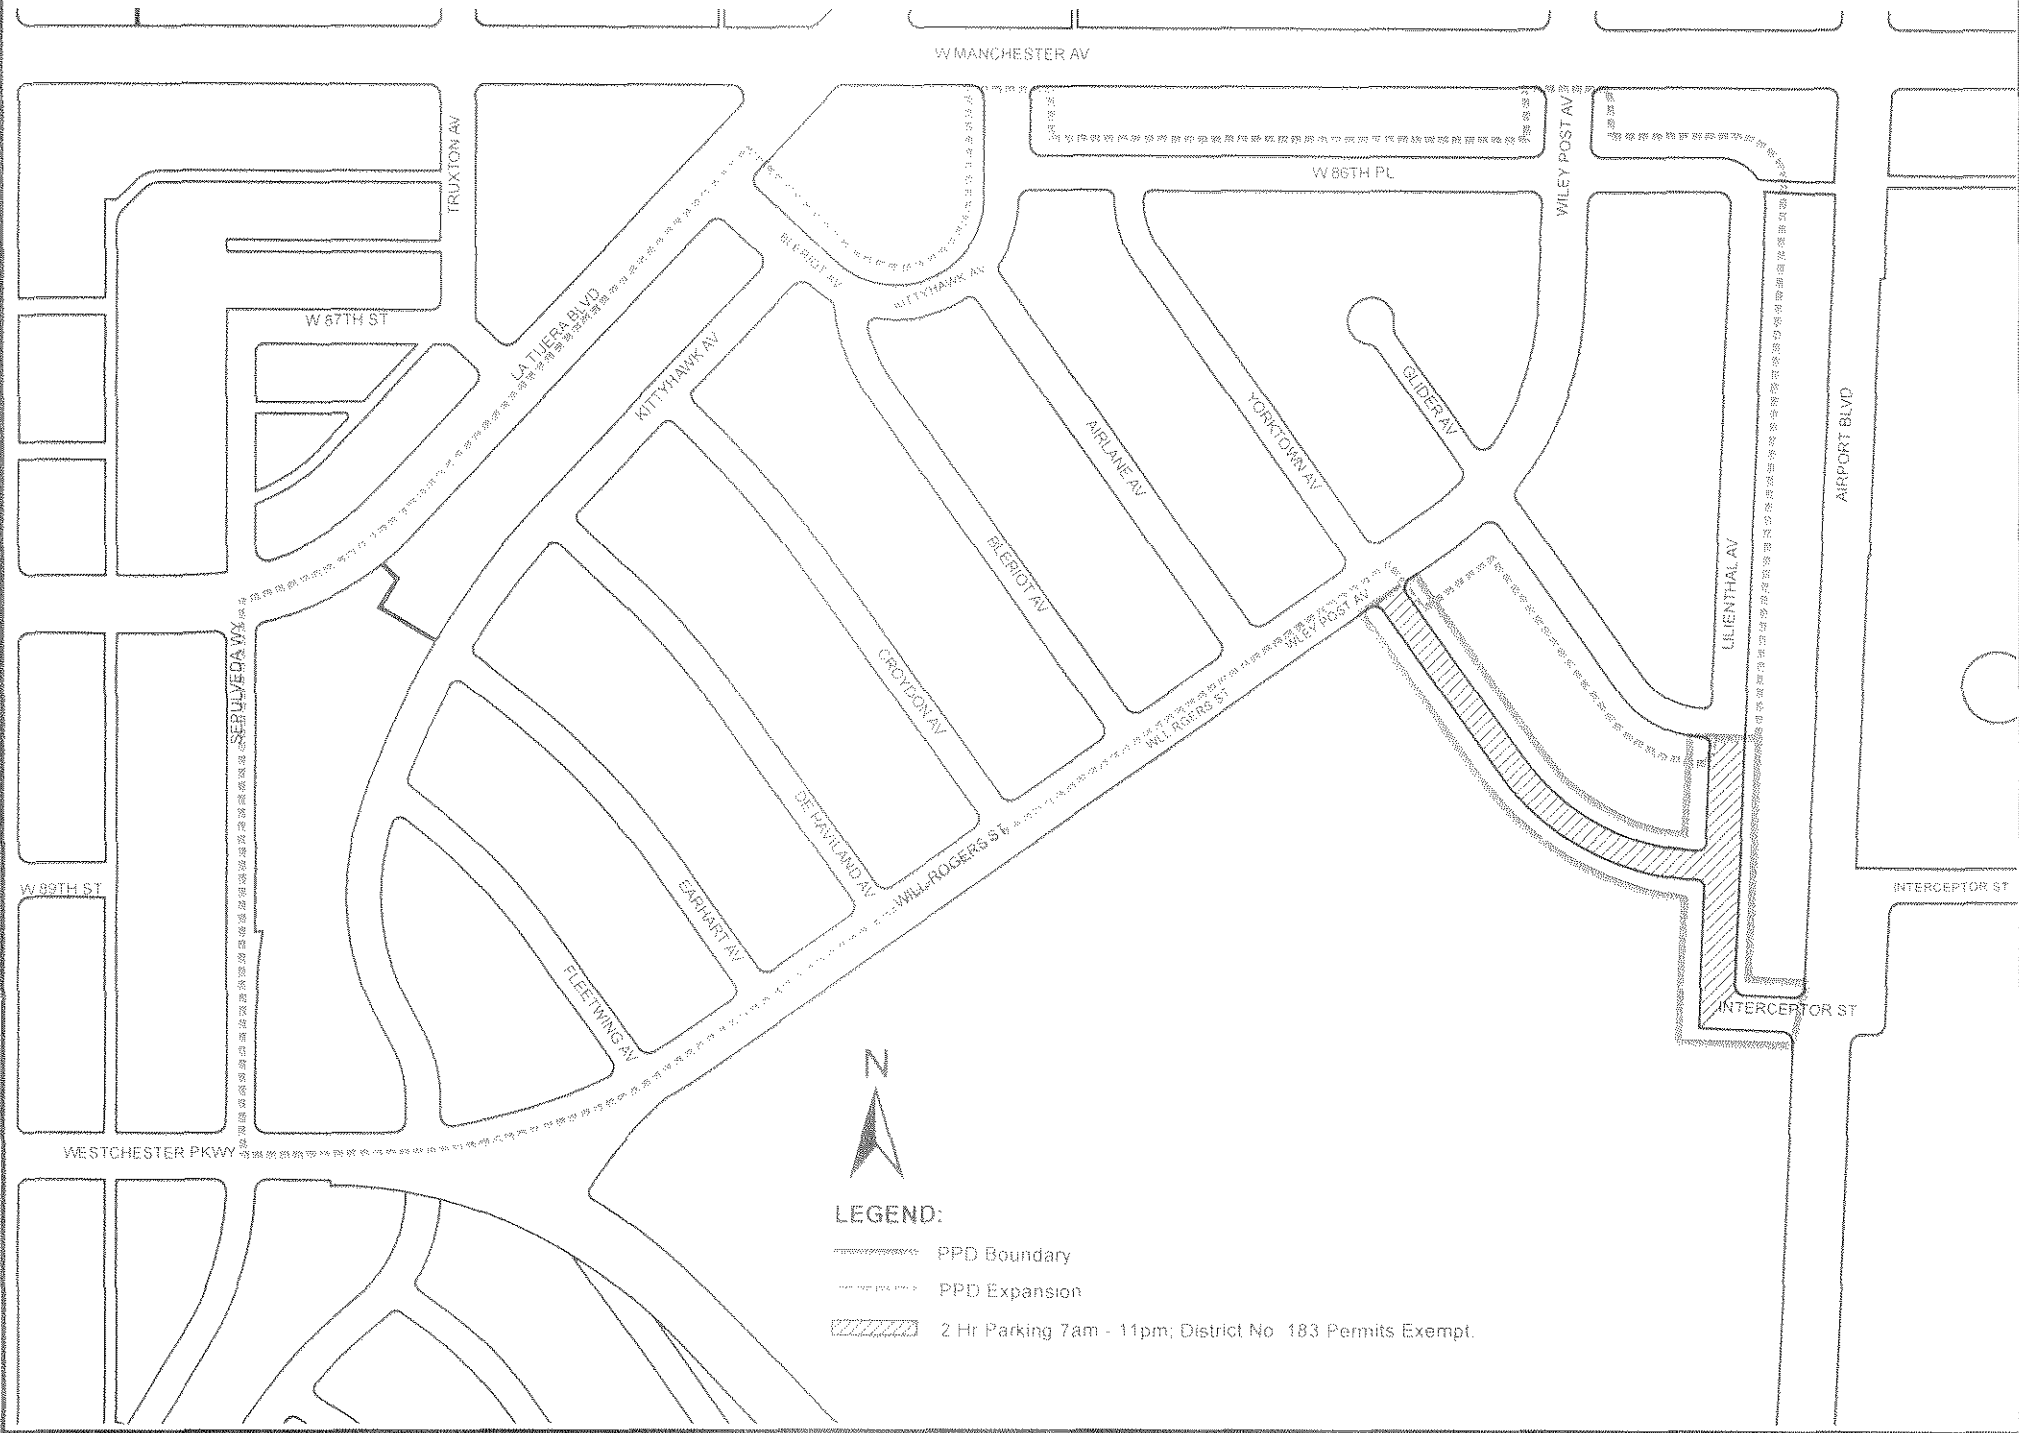 W MANCHESTER AV
TRUXTON AV
WILEY POST AV
W 86TH PL
BLERIOT AV
KITTYHAWK AV
W 87TH ST
LA TIJERA BLVD
KITTYHAWK AV
GLIDER AV
YORKTOWN AV
AIRLANE AV
AIRPORT BLVD
BLERIOT AV
LILIENTHAL AV
WILEY POST AV
SEPULVEDA WY
CROYDON AV
WILL ROGERS ST
DE HAVILAND AV
WILL ROGERS ST
W 89TH ST
EARHART AV
INTERCEPTOR ST
FLEETWING AV
INTERCEPTOR ST
WESTCHESTER PKWY
N
LEGEND:
PPD Boundary
PPD Expansion
2 Hr Parking 7am - 11pm; District No 183 Permits Exempt.